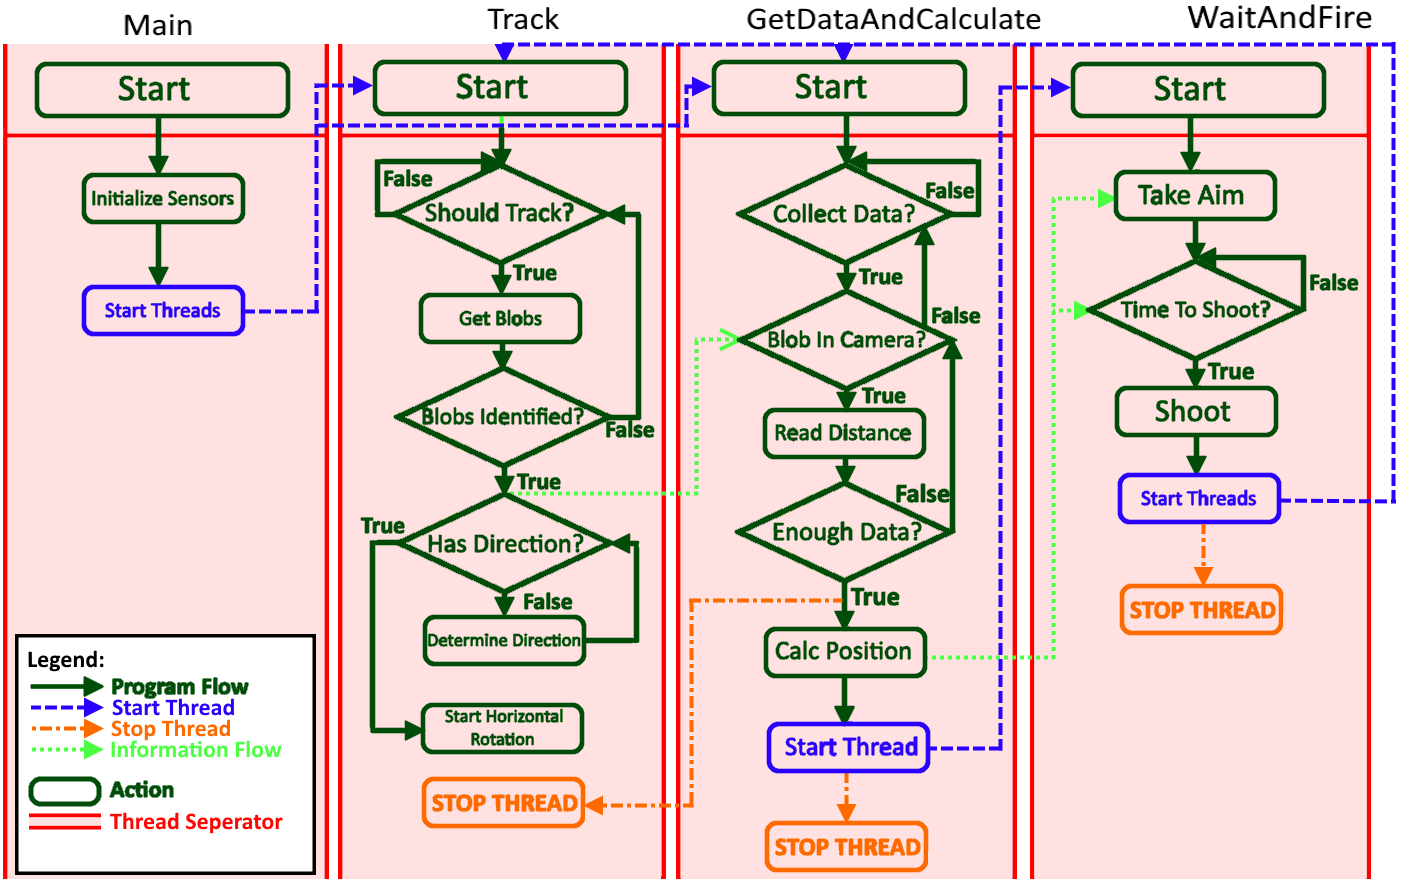 Main
Track
GetDataAndCalculate
WaitAndFire
Start
Initialize Sensors
Start Threads
Start
False
Should Track?
True
Get Blobs
Blobs Identified?
False
True
True
Has Direction?
False
Determine Direction
Start Horizontal
Rotation
STOP THREAD
Start
False
Collect Data?
True
False
Blob In Camera?
True
Read Distance
False
Enough Data?
True
Calc Position
Start Thread
STOP THREAD
Start
Take Aim
False
Time To Shoot?
True
Shoot
Start Threads
STOP THREAD
Legend:
Program Flow
Start Thread
Stop Thread
Information Flow
Action
Thread Seperator